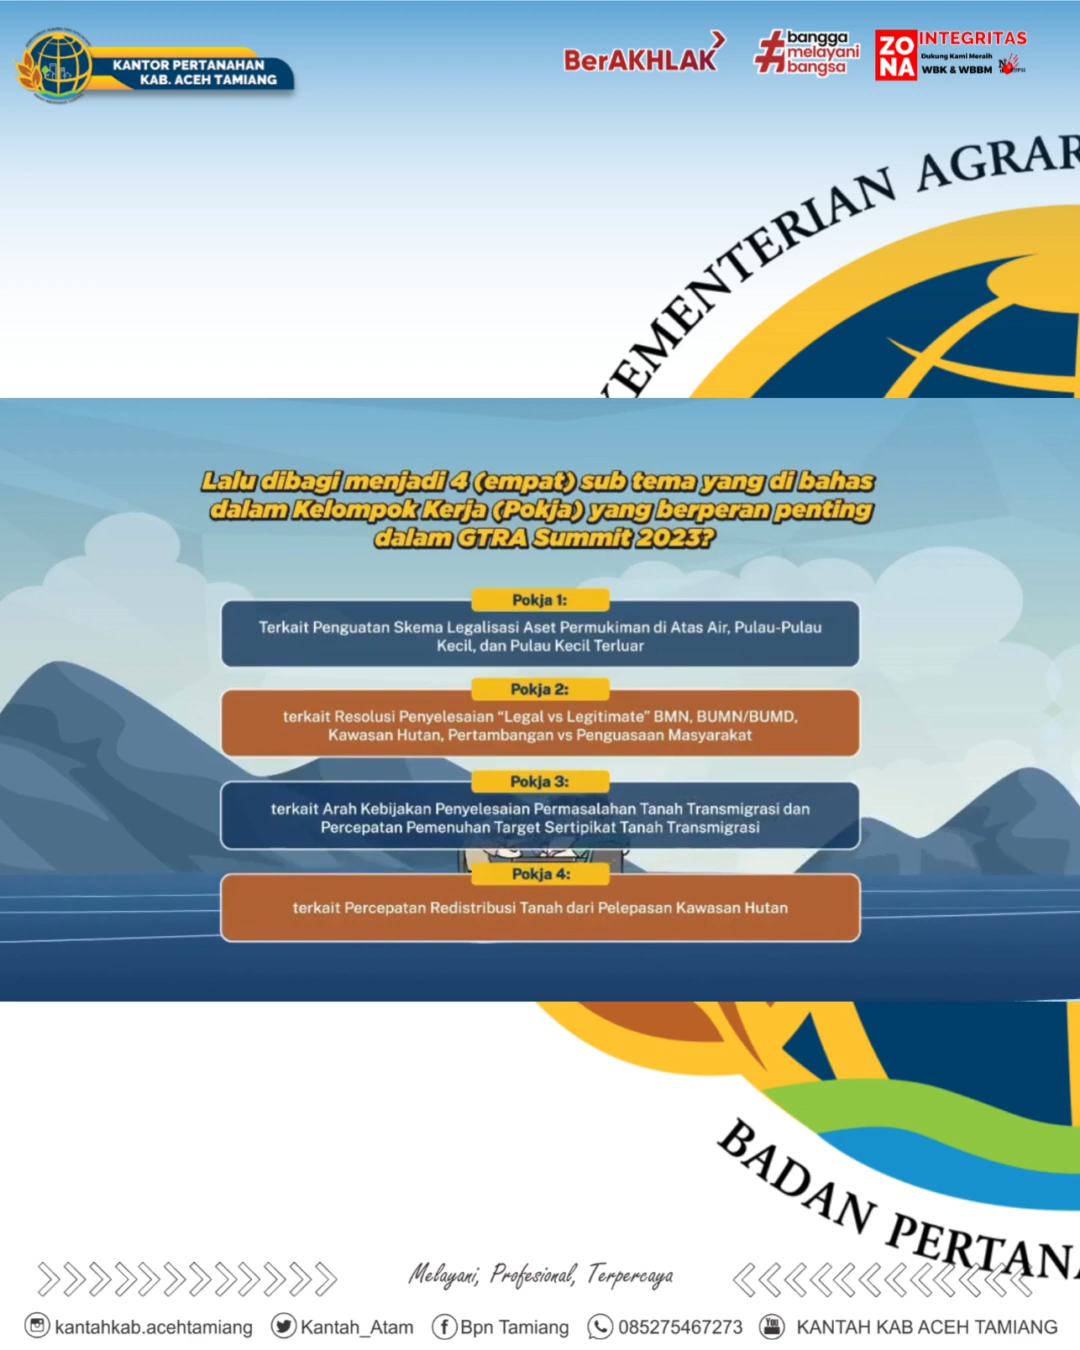 KANTOR PERTANAHAN
KAB. ACEH TAMIANG
BerAKHLAK
#bangga
melayani
bangsa
ZO
NA
INTEGRITAS
Dukung Kami Meraih
WBK & WBBM
KEMENTERIAN AGRAR
Lalu dibagi menjadi 4 (empat) sub tema yang di bahas
dalam Kelompok Kerja (Pokja) yang berperan penting
dalam GTRA Summit 2023?
Pokja 1:
Terkait Penguatan Skema Legalisasi Aset Permukiman di Atas Air, Pulau-Pulau
Kecil, dan Pulau Kecil Terluar
Pokja 2:
terkait Resolusi Penyelesaian “Legal vs Legitimate” BMN, BUMN/BUMD,
Kawasan Hutan, Pertambangan vs Penguasaan Masyarakat
Pokja 3:
terkait Arah Kebijakan Penyelesaian Permasalahan Tanah Transmigrasi dan
Percepatan Pemenuhan Target Sertipikat Tanah Transmigrasi
Pokja 4:
terkait Percepatan Redistribusi Tanah dari Pelepasan Kawasan Hutan
BADAN PERTANA
Melayani, Profesional, Terpercaya
kantahkab.acehtamiang
Kantah_Atam
Bpn Tamiang
085275467273
KANTAH KAB ACEH TAMIANG